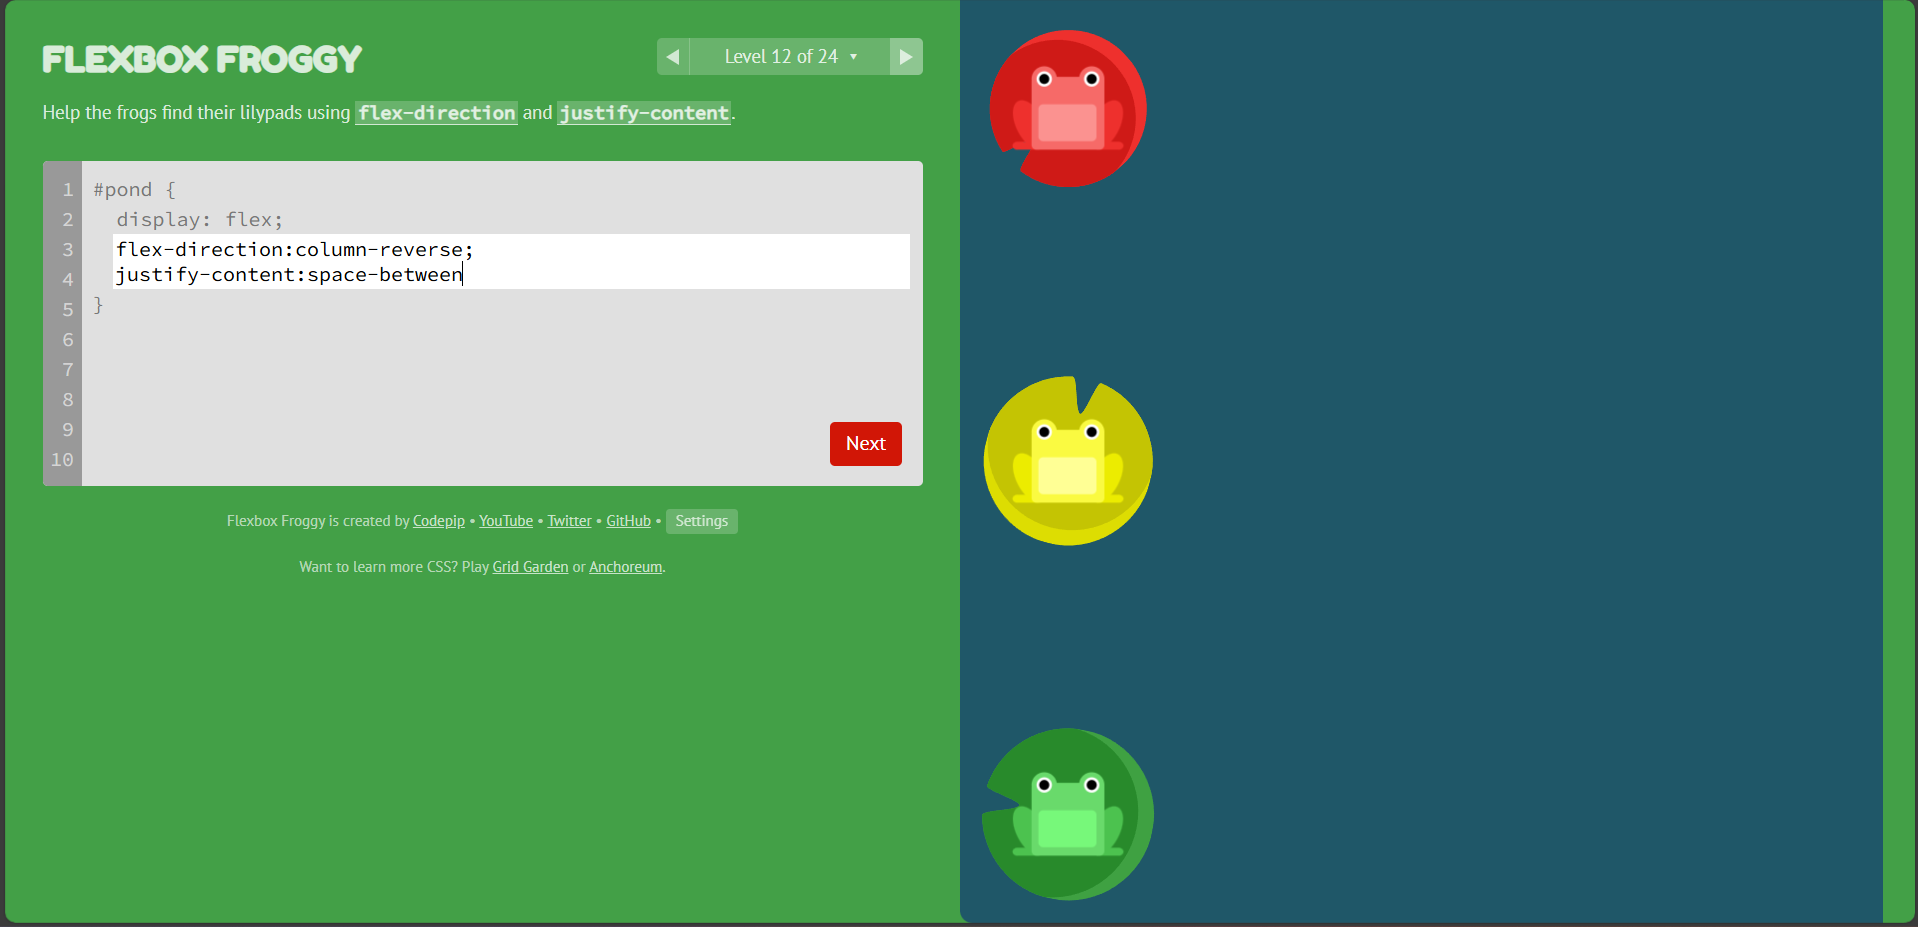 FLEXBOX FROGGY
◀ Level 12 of 24 ▾ ▶
Help the frogs find their lilypads using flex-direction and justify-content.
1 #pond {
2 display: flex;
3 flex-direction:column-reverse;
4 justify-content:space-between
5 }
6
7
8
9
10
Next
Flexbox Froggy is created by Codepip • YouTube • Twitter • GitHub • Settings
Want to learn more CSS? Play Grid Garden or Anchoreum.